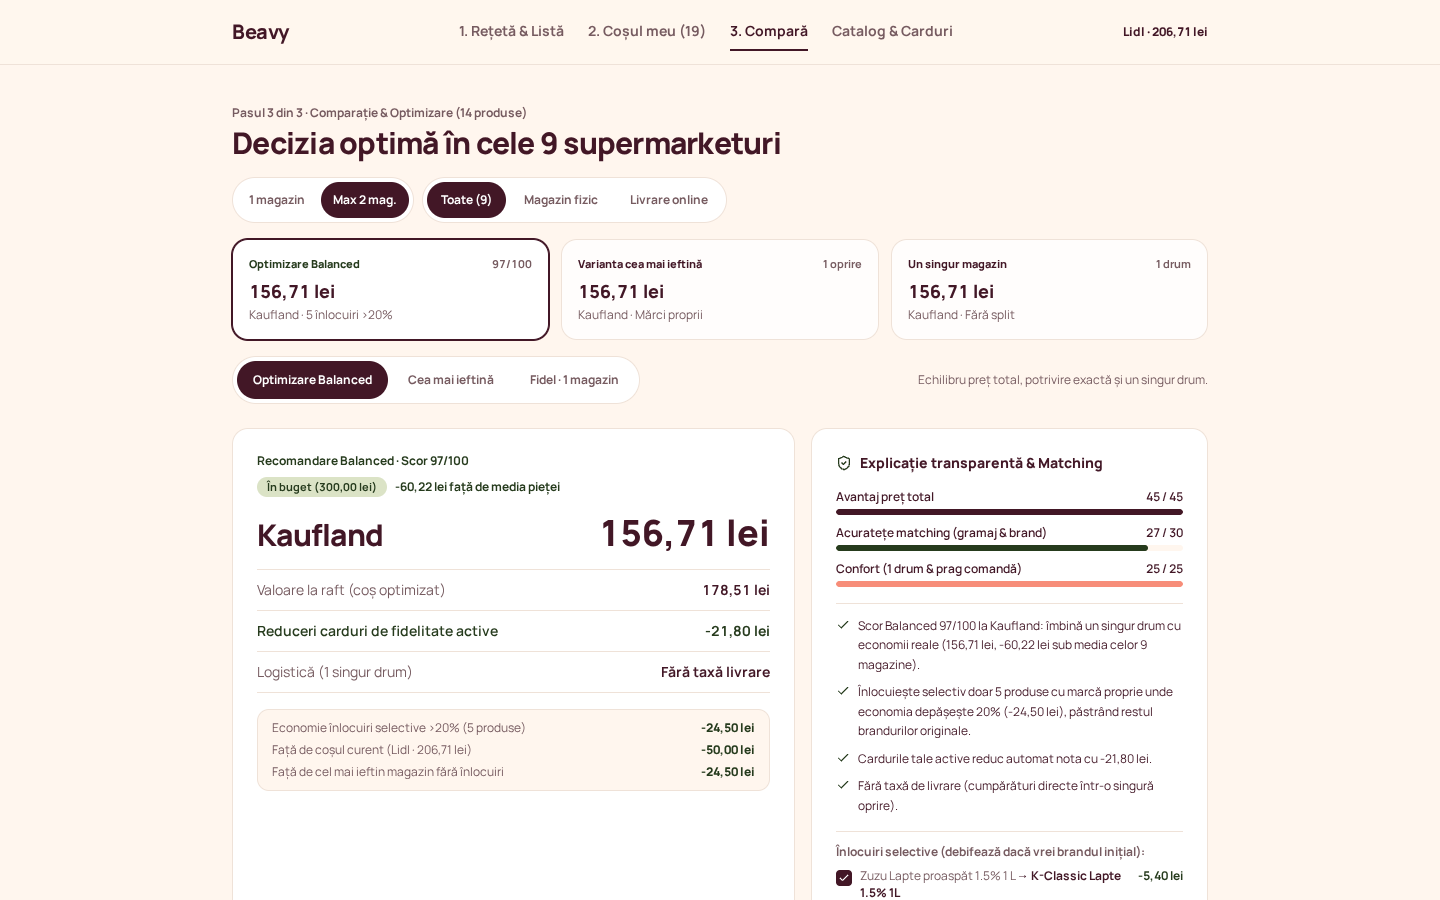 Beavy
1. Rețetă & Listă
2. Coșul meu (19)
3. Compară
Catalog & Carduri
Lidl · 206,71 lei
Pasul 3 din 3 · Comparație & Optimizare (14 produse)
Decizia optimă în cele 9 supermarketuri
1 magazin
Max 2 mag.
Toate (9)
Magazin fizic
Livrare online
Optimizare Balanced
97/100
156,71 lei
Kaufland · 5 înlocuiri >20%
Varianta cea mai ieftină
1 oprire
156,71 lei
Kaufland · Mărci proprii
Un singur magazin
1 drum
156,71 lei
Kaufland · Fără split
Optimizare Balanced
Cea mai ieftină
Fidel · 1 magazin
Echilibru preț total, potrivire exactă și un singur drum.
Recomandare Balanced · Scor 97/100
În buget (300,00 lei)
-60,22 lei față de media pieței
Kaufland
156,71 lei
Valoare la raft (coș optimizat)
178,51 lei
Reduceri carduri de fidelitate active
-21,80 lei
Logistică (1 singur drum)
Fără taxă livrare
Economie înlocuiri selective >20% (5 produse)
-24,50 lei
Față de coșul curent (Lidl · 206,71 lei)
-50,00 lei
Față de cel mai ieftin magazin fără înlocuiri
-24,50 lei
Explicație transparentă & Matching
Avantaj preț total
45 / 45
Acuratețe matching (gramaj & brand)
27 / 30
Confort (1 drum & prag comandă)
25 / 25
Scor Balanced 97/100 la Kaufland: îmbină un singur drum cu
economii reale (156,71 lei, -60,22 lei sub media celor 9
magazine).
Înlocuiește selectiv doar 5 produse cu marcă proprie unde
economia depășește 20% (-24,50 lei), păstrând restul
brandurilor originale.
Cardurile tale active reduc automat nota cu -21,80 lei.
Fără taxă de livrare (cumpărături directe într-o singură
oprire).
Înlocuiri selective (debifează dacă vrei brandul inițial):
Zuzu Lapte proaspăt 1.5% 1 L → K-Classic Lapte
-5,40 lei
1.5% 1L